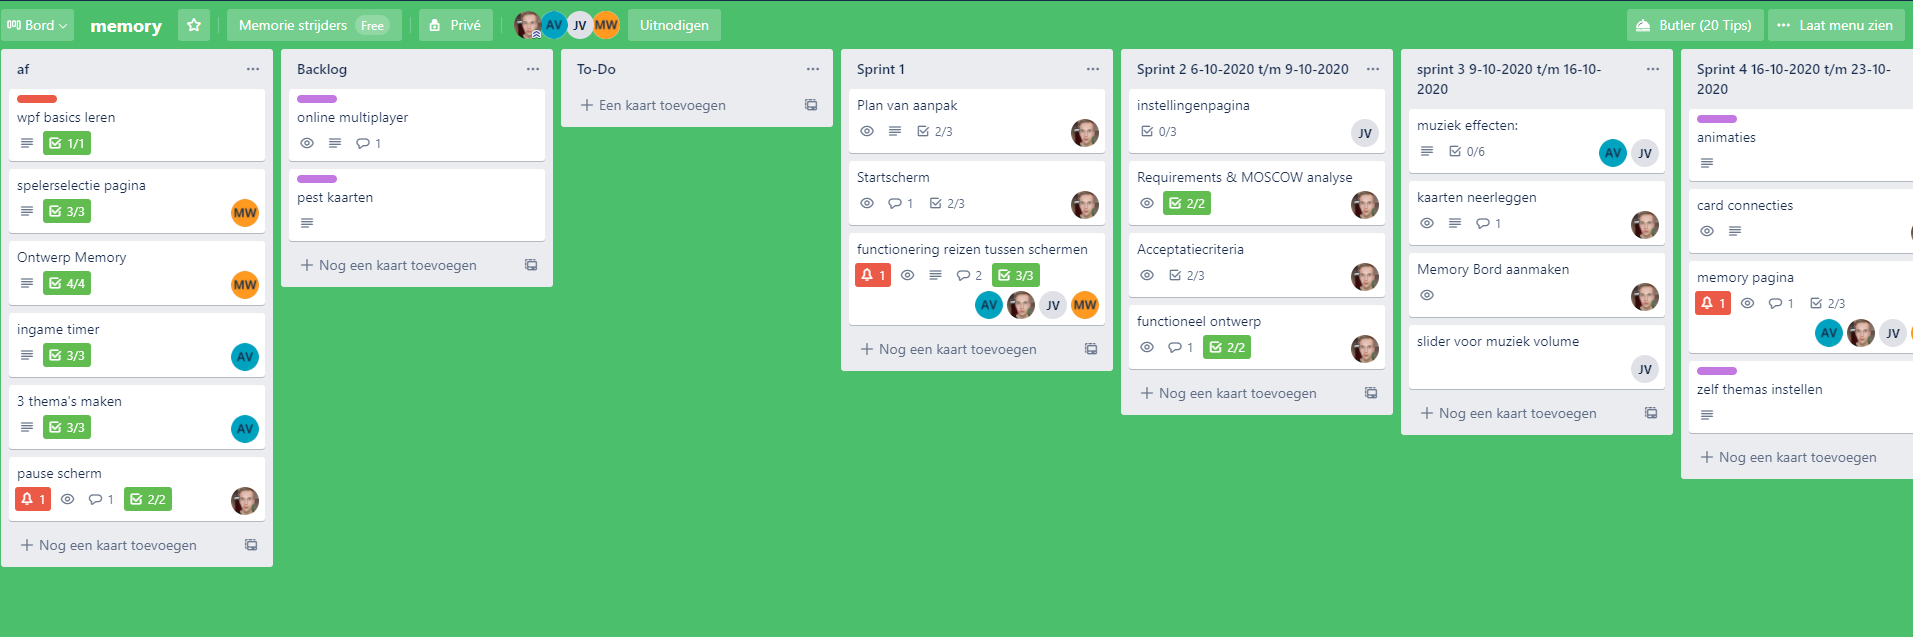 Bord
memory
Memorie strijders Free
Privé
AV JV MW
Uitnodigen
Butler (20 Tips)
Laat menu zien
af
wpf basics leren
1/1
spelerselectie pagina
3/3
MW
Ontwerp Memory
4/4
MW
ingame timer
3/3
AV
3 thema's maken
3/3
AV
pause scherm
1 1 2/2
Nog een kaart toevoegen
Backlog
online multiplayer
1
pest kaarten
Nog een kaart toevoegen
To-Do
Een kaart toevoegen
Sprint 1
Plan van aanpak
2/3
Startscherm
1 2/3
functionering reizen tussen schermen
1 2 3/3
AV JV MW
Nog een kaart toevoegen
Sprint 2 6-10-2020 t/m 9-10-2020
instellingenpagina
0/3
JV
Requirements & MOSCOW analyse
2/2
Acceptatiecriteria
2/3
functioneel ontwerp
1 2/2
Nog een kaart toevoegen
sprint 3 9-10-2020 t/m 16-10-
2020
muziek effecten:
0/6
AV JV
kaarten neerleggen
1
Memory Bord aanmaken
slider voor muziek volume
JV
Nog een kaart toevoegen
Sprint 4 16-10-2020 t/m 23-10-
2020
animaties
card connecties
memory pagina
1 1 2/3
AV JV
zelf themas instellen
Nog een kaart toevoegen